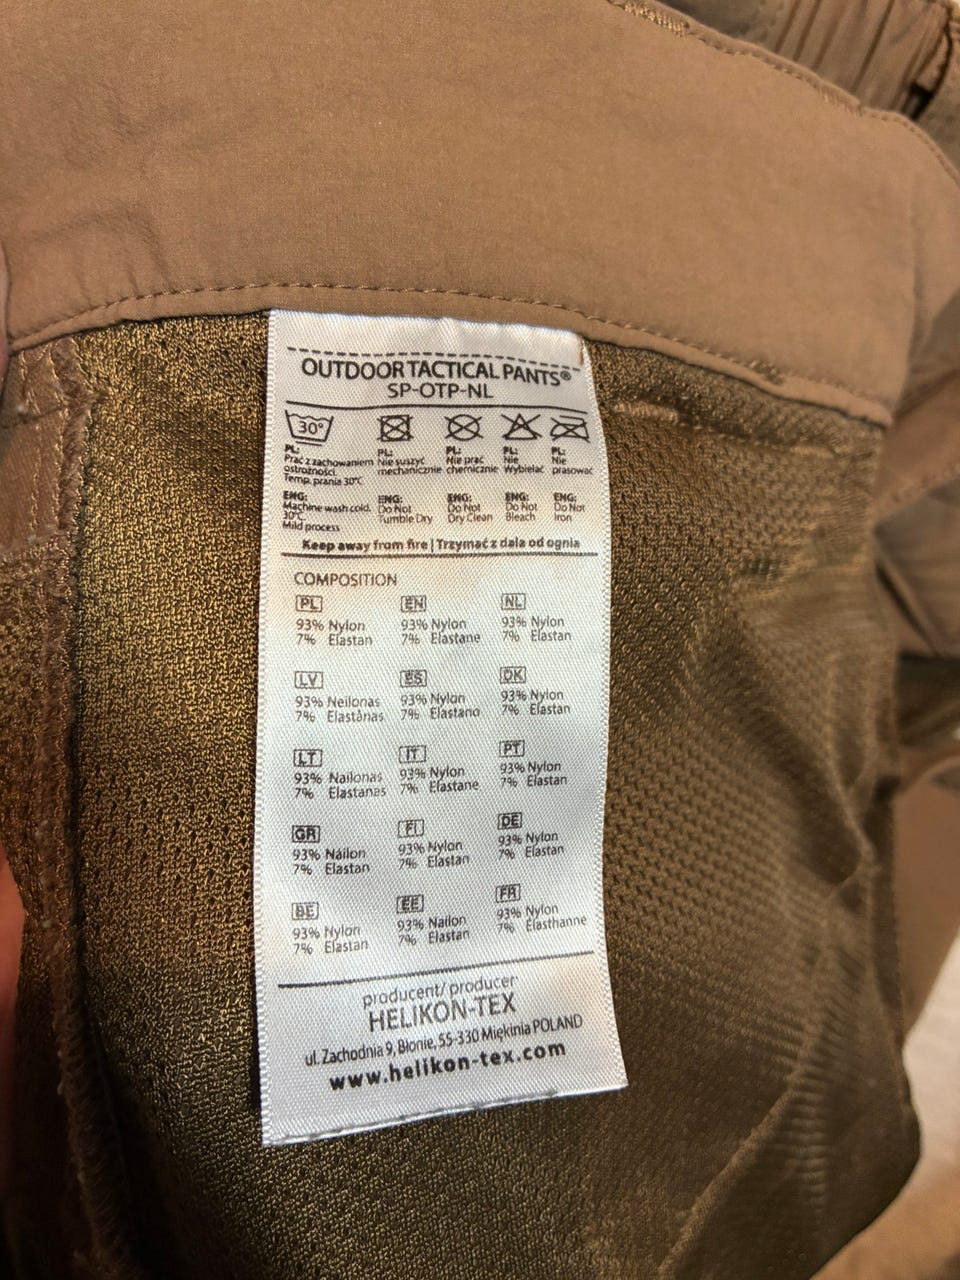 OUTDOOR TACTICAL PANTS®
SP-OTP-NL
30°
PL:
Prać z zachowaniem
ostrożności.
Temp. prania 30°C
PL:
Nie suszyć
mechanicznie
PL:
Nie prać
chemicznie
PL:
Nie
Wybielać
PL:
Nie
prasować
ENG:
Machine wash cold.
30°C
Mild process
ENG:
Do Not
Tumble Dry
ENG:
Do Not
Dry Clean
ENG:
Do Not
Bleach
ENG:
Do Not
Iron
Keep away from fire | Trzymać z dala od ognia
COMPOSITION
PL
93% Nylon
7% Elastan
EN
93% Nylon
7% Elastane
NL
93% Nylon
7% Elastan
LV
93% Neilonas
7% Elastānas
ES
93% Nylon
7% Elastano
DK
93% Nylon
7% Elastan
LT
93% Nailonas
7% Elastanas
IT
93% Nylon
7% Elastane
PT
93% Nylon
7% Elastan
GR
93% Náilon
7% Elastan
FI
93% Nylon
7% Elastan
DE
93% Nylon
7% Elastan
BE
93% Nylon
7% Elastan
EE
93% Nailon
7% Elastan
FR
93% Nylon
7% Élasthanne
producent/ producer
HELIKON-TEX
ul. Zachodnia 9, Błonie, 55-330 Miękinia POLAND
www.helikon-tex.com